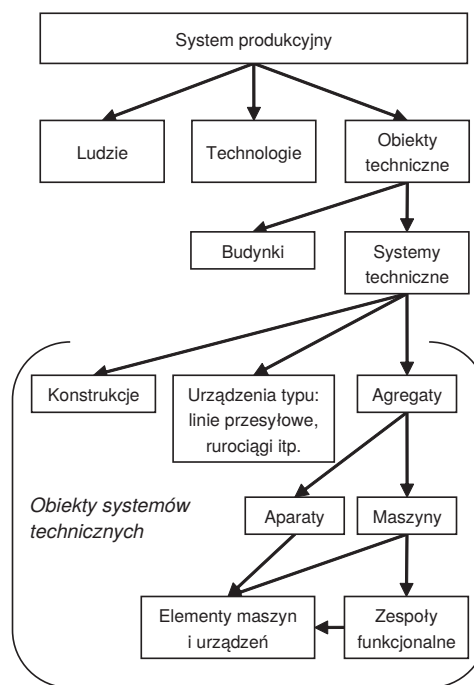 System produkcyjny
Ludzie
Technologie
Obiekty
techniczne
Budynki
Systemy
techniczne
Konstrukcje
Urządzenia typu:
linie przesyłowe,
rurociągi itp.
Agregaty
Obiekty systemów
technicznych
Aparaty
Maszyny
Elementy maszyn
i urządzeń
Zespoły
funkcjonalne